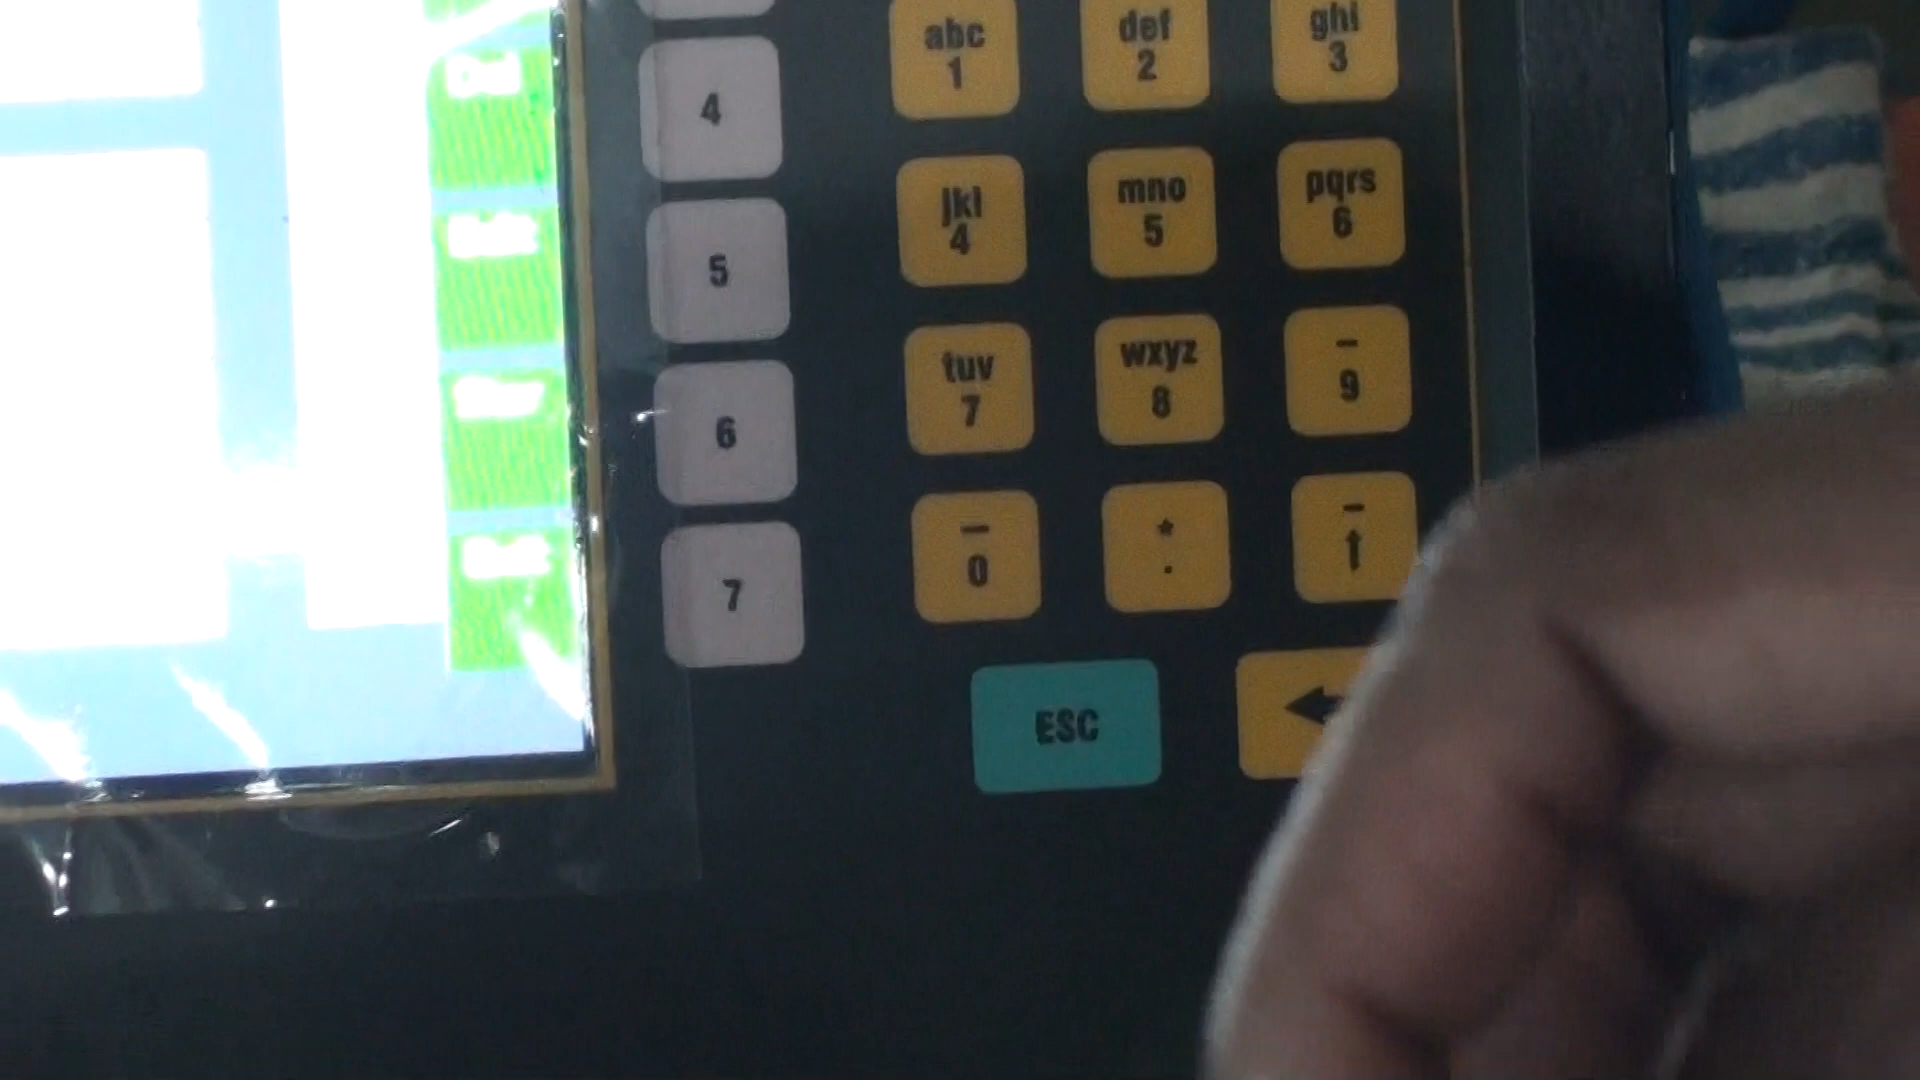 abc
1
def
2
ghi
3
4
jkl
4
mno
5
pqrs
6
5
tuv
7
wxyz
8
–
9
6
–
0
*
.
–
↑
7
ESC
←